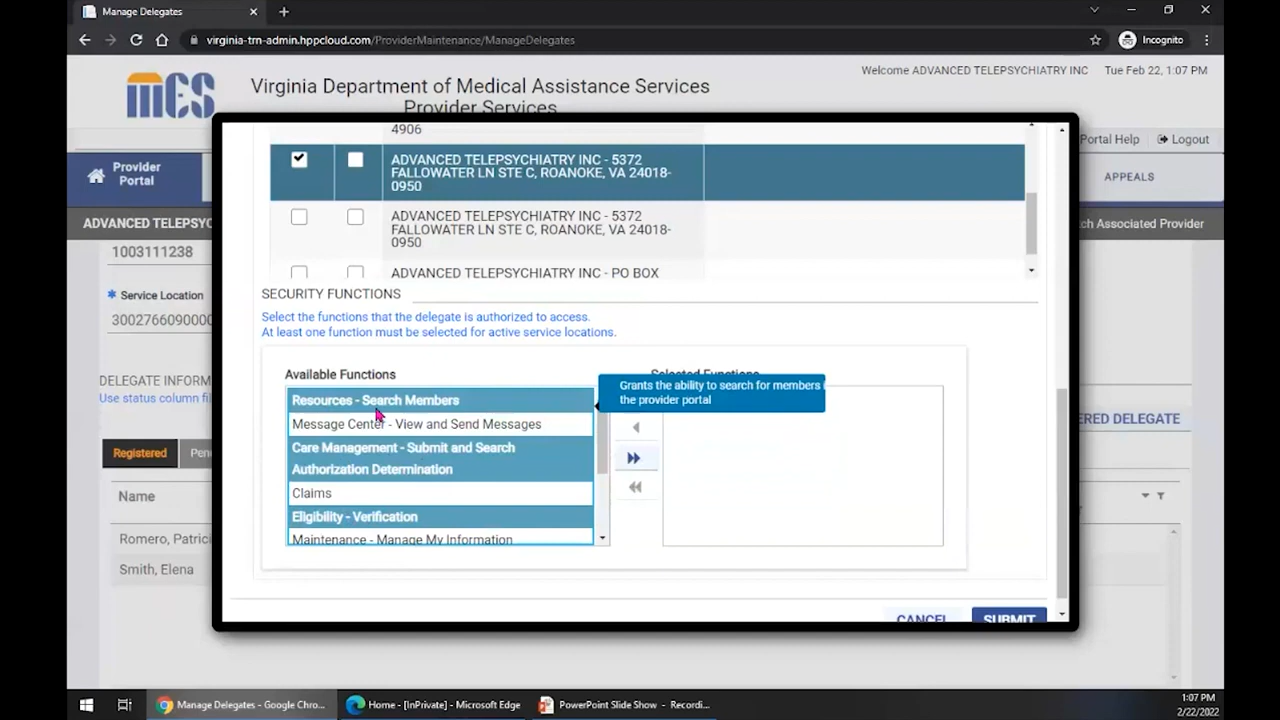 Manage Delegates
virginia-trn-admin.hppcloud.com/ProviderMaintenance/ManageDelegates
Incognito
mes
Virginia Department of Medical Assistance Services
Provider Services
Welcome ADVANCED TELEPSYCHIATRY INC Tue Feb 22, 1:07 PM
Portal Help Logout
Provider
Portal
APPEALS
ADVANCED TELEPSYC
ch Associated Provider
1003111238
* Service Location
3002766090000
DELEGATE INFORM
Use status column fil
ERED DELEGATE
Registered Pen
Name
Romero, Patrici
Smith, Elena
4906
ADVANCED TELEPSYCHIATRY INC - 5372
FALLOWATER LN STE C, ROANOKE, VA 24018-
0950
ADVANCED TELEPSYCHIATRY INC - 5372
FALLOWATER LN STE C, ROANOKE, VA 24018-
0950
ADVANCED TELEPSYCHIATRY INC - PO BOX
SECURITY FUNCTIONS
Select the functions that the delegate is authorized to access.
At least one function must be selected for active service locations.
Available Functions
Selected Functions
Resources - Search Members
Message Center - View and Send Messages
Care Management - Submit and Search
Authorization Determination
Claims
Eligibility - Verification
Maintenance - Manage My Information
Grants the ability to search for members
the provider portal
CANCEL SUBMIT
Manage Delegates - Google Chro...
Home - [InPrivate] - Microsoft Edge
PowerPoint Slide Show - Recordi...
1:07 PM
2/22/2022